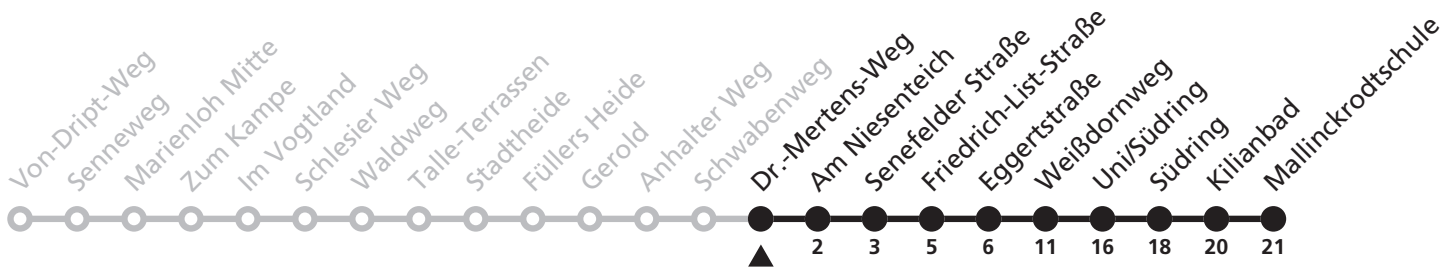 Von-Dript-Weg
Senneweg
Marienloh Mitte
Zum Kampe
Im Vogtland
Schlesier Weg
Waldweg
Talle-Terrassen
Stadtheide
Füllers Heide
Gerold
Anhalter Weg
Schwabenweg
Dr.-Mertens-Weg
Am Niesenteich
Senefelder Straße
Friedrich-List-Straße
Eggertstraße
Weißdornweg
Uni/Südring
Südring
Kilianbad
Mallinckrodtschule
2 3 5 6 11 16 18 20 21